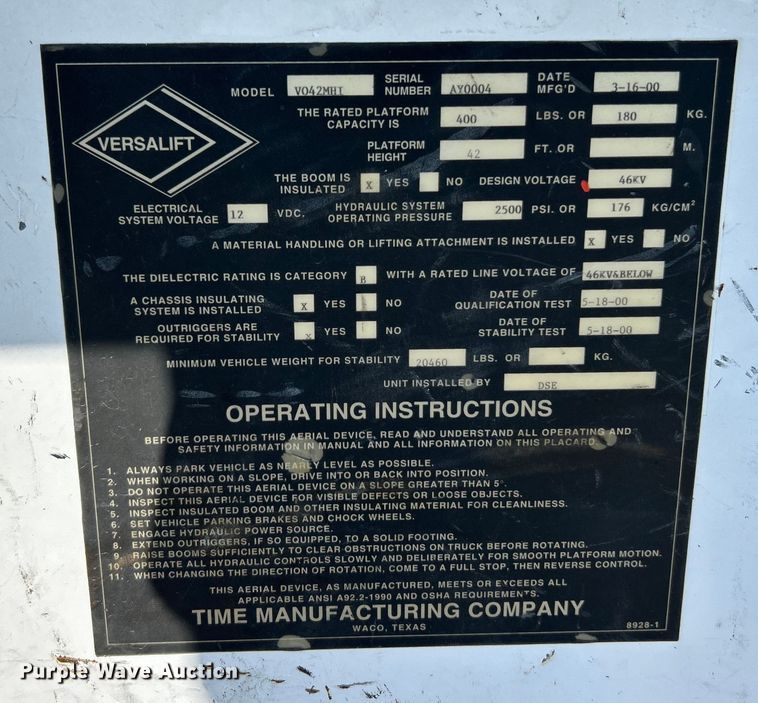 VERSALIFT
MODEL VO42MHI SERIAL NUMBER AY0004 DATE MFG'D 3-16-00
THE RATED PLATFORM CAPACITY IS 400 LBS. OR 180 KG.
PLATFORM HEIGHT 42 FT. OR M.
THE BOOM IS INSULATED X YES NO DESIGN VOLTAGE 46KV
ELECTRICAL SYSTEM VOLTAGE 12 VDC. HYDRAULIC SYSTEM OPERATING PRESSURE 2500 PSI. OR 176 KG/CM²
A MATERIAL HANDLING OR LIFTING ATTACHMENT IS INSTALLED X YES NO
THE DIELECTRIC RATING IS CATEGORY B WITH A RATED LINE VOLTAGE OF 46KV&BELOW
A CHASSIS INSULATING SYSTEM IS INSTALLED X YES NO DATE OF QUALIFICATION TEST 5-18-00
OUTRIGGERS ARE REQUIRED FOR STABILITY X YES NO DATE OF STABILITY TEST 5-18-00
MINIMUM VEHICLE WEIGHT FOR STABILITY 20460 LBS. OR KG.
UNIT INSTALLED BY DSE
OPERATING INSTRUCTIONS
BEFORE OPERATING THIS AERIAL DEVICE, READ AND UNDERSTAND ALL OPERATING AND
SAFETY INFORMATION IN MANUAL AND ALL INFORMATION ON THIS PLACARD.
1. ALWAYS PARK VEHICLE AS NEARLY LEVEL AS POSSIBLE.
2. WHEN WORKING ON A SLOPE, DRIVE INTO OR BACK INTO POSITION.
3. DO NOT OPERATE THIS AERIAL DEVICE ON A SLOPE GREATER THAN 5°.
4. INSPECT THIS AERIAL DEVICE FOR VISIBLE DEFECTS OR LOOSE OBJECTS.
5. INSPECT INSULATED BOOM AND OTHER INSULATING MATERIAL FOR CLEANLINESS.
6. SET VEHICLE PARKING BRAKES AND CHOCK WHEELS.
7. ENGAGE HYDRAULIC POWER SOURCE.
8. EXTEND OUTRIGGERS, IF SO EQUIPPED, TO A SOLID FOOTING.
9. RAISE BOOMS SUFFICIENTLY TO CLEAR OBSTRUCTIONS ON TRUCK BEFORE ROTATING.
10. OPERATE ALL HYDRAULIC CONTROLS SLOWLY AND DELIBERATELY FOR SMOOTH PLATFORM MOTION.
11. WHEN CHANGING THE DIRECTION OF ROTATION, COME TO A FULL STOP, THEN REVERSE CONTROL.
THIS AERIAL DEVICE, AS MANUFACTURED, MEETS OR EXCEEDS ALL
APPLICABLE ANSI A92.2-1990 AND OSHA REQUIREMENTS.
TIME MANUFACTURING COMPANY
WACO, TEXAS
8928-1
Purple Wave Auction